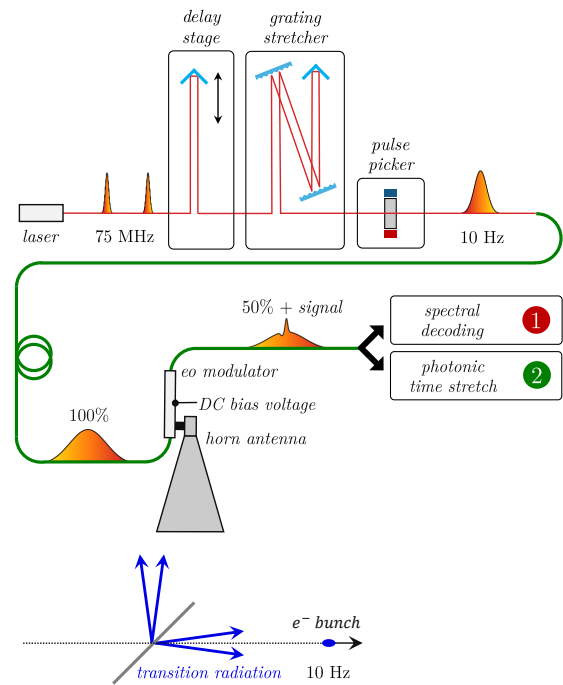 delay
stage
grating
stretcher
pulse
picker
laser
75 MHz
10 Hz
50% + signal
spectral
decoding
1
photonic
time stretch
2
eo modulator
DC bias voltage
horn antenna
100%
e⁻ bunch
transition radiation
10 Hz